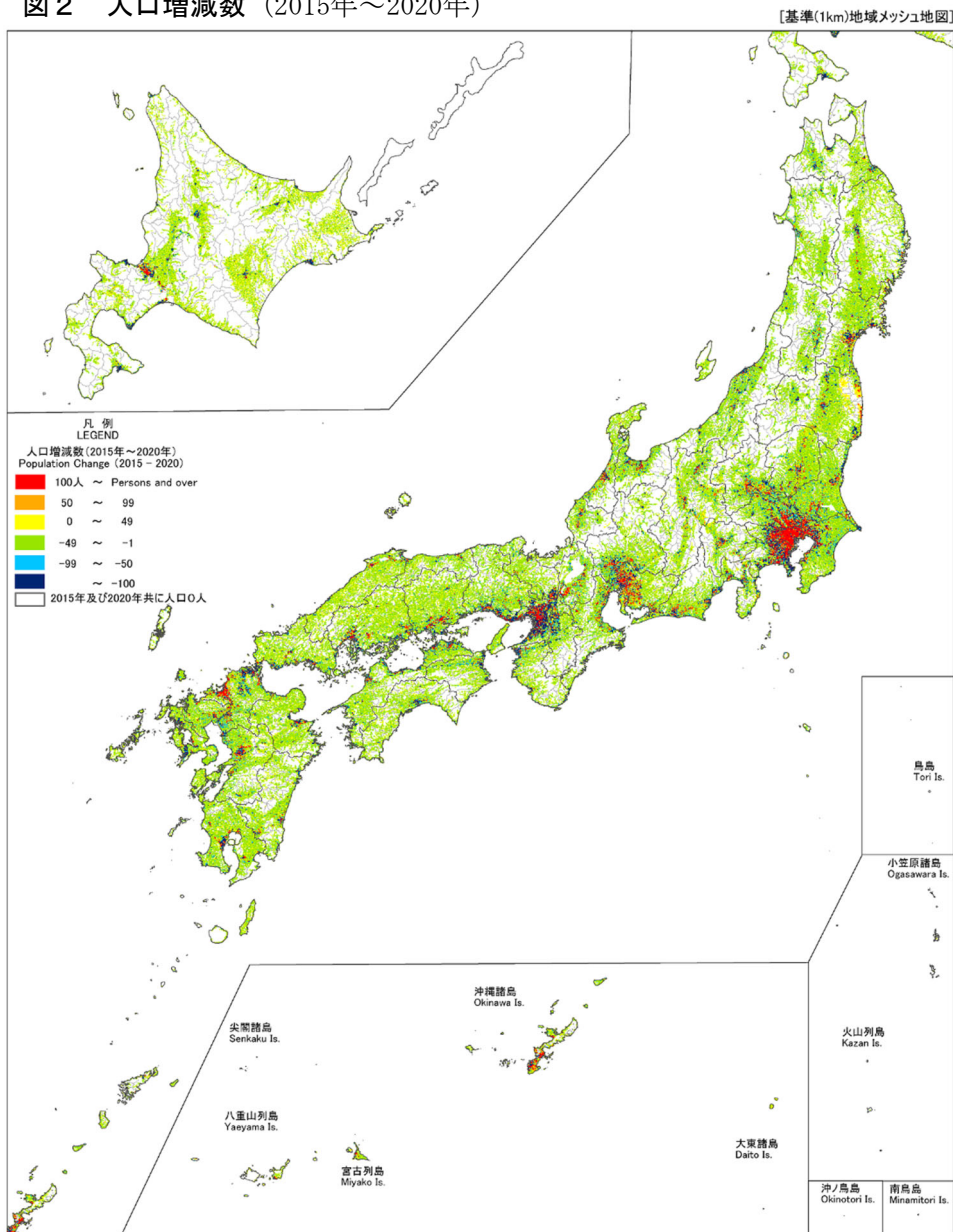 図2 人口増減数 (2015年～2020年)
[基準(1km)地域メッシュ地図]
凡 例
LEGEND
人口増減数(2015年～2020年)
Population Change (2015 - 2020)
100人 ～ Persons and over
50 ～ 99
0 ～ 49
-49 ～ -1
-99 ～ -50
～ -100
2015年及び2020年共に人口0人
鳥島
Tori Is.
小笠原諸島
Ogasawara Is.
沖縄諸島
Okinawa Is.
尖閣諸島
Senkaku Is.
火山列島
Kazan Is.
八重山列島
Yaeyama Is.
宮古列島
Miyako Is.
大東諸島
Daito Is.
沖ノ鳥島
Okinotori Is.
南鳥島
Minamitori Is.